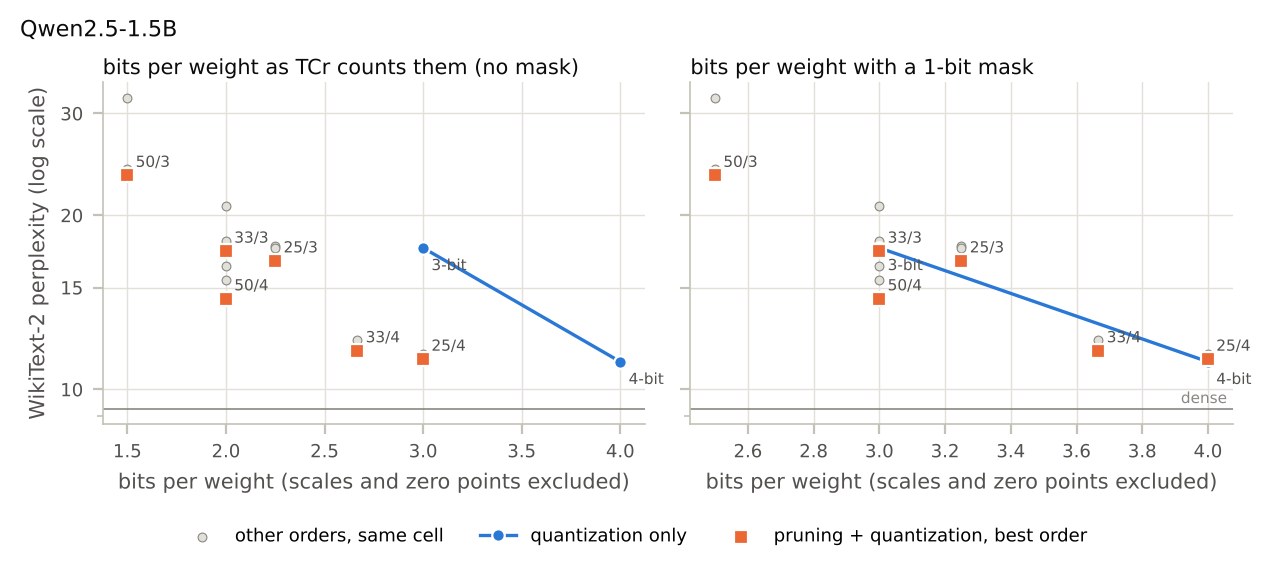 Qwen2.5-1.5B
bits per weight as TCr counts them (no mask)
WikiText-2 perplexity (log scale)
30
20
15
10
50/3
33/3
25/3
50/4
3-bit
33/4
25/4
4-bit
1.5
2.0
2.5
3.0
3.5
4.0
bits per weight (scales and zero points excluded)
bits per weight with a 1-bit mask
50/3
33/3
25/3
3-bit
50/4
33/4
25/4
4-bit
dense
2.6
2.8
3.0
3.2
3.4
3.6
3.8
4.0
bits per weight (scales and zero points excluded)
other orders, same cell
quantization only
pruning + quantization, best order